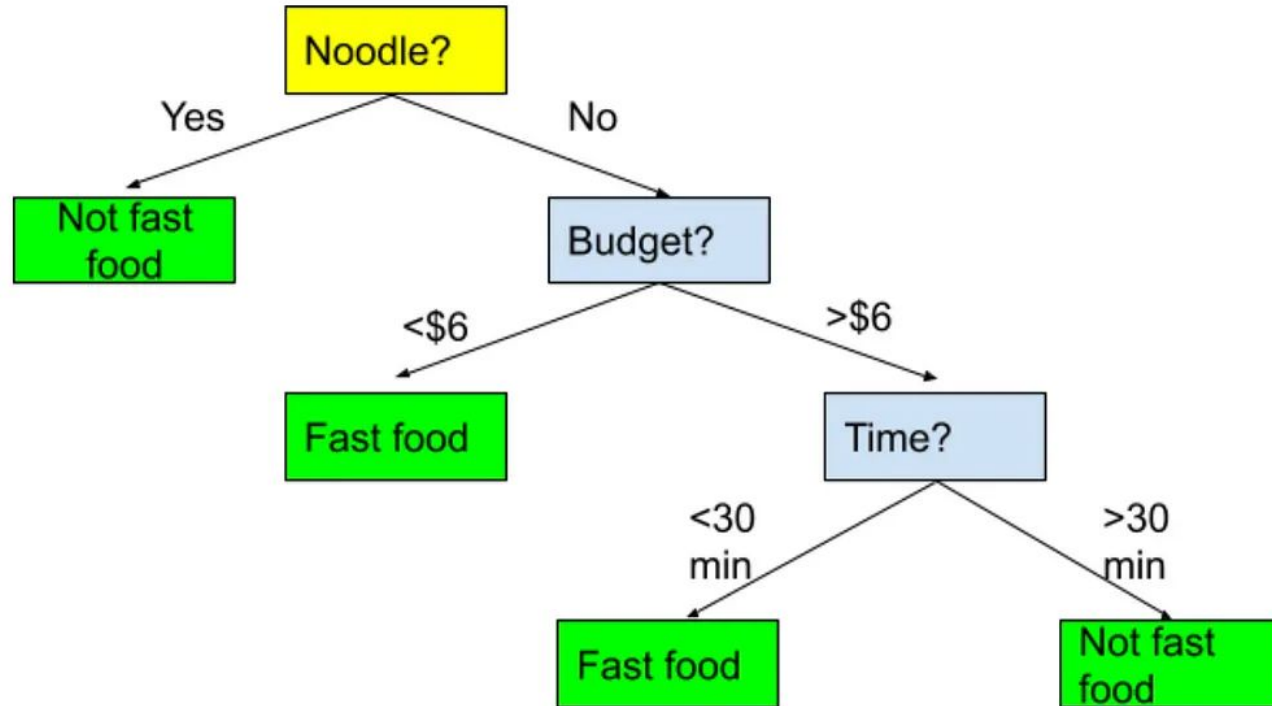 Noodle?
Yes
No
Not fast
food
Budget?
<$6
>$6
Fast food
Time?
<30
min
>30
min
Fast food
Not fast
food